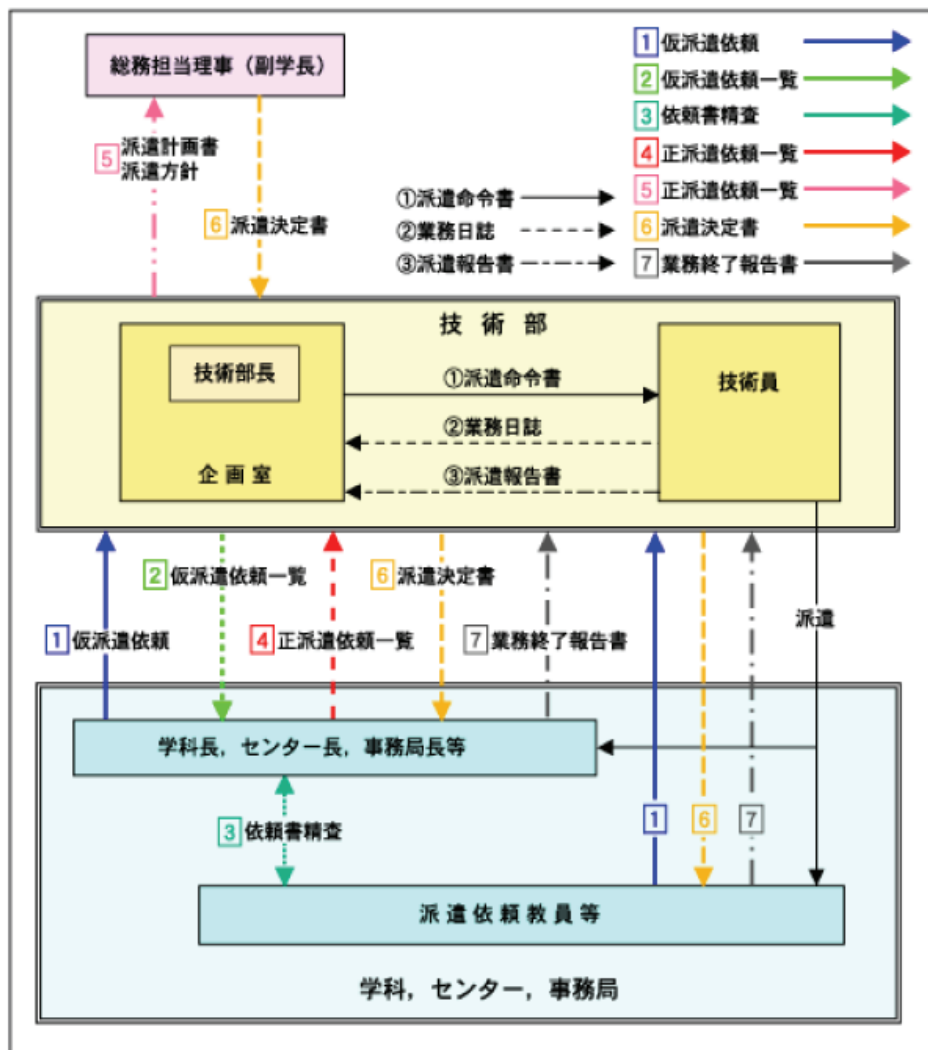 総務担当理事（副学長）
1 仮派遣依頼
2 仮派遣依頼一覧
3 依頼書精査
4 正派遣依頼一覧
5 正派遣依頼一覧
6 派遣決定書
7 業務終了報告書
①派遣命令書
②業務日誌
③派遣報告書
5 派遣計画書
派遣方針
6 派遣決定書
技術部
技術部長
企画室
①派遣命令書
②業務日誌
③派遣報告書
技術員
2 仮派遣依頼一覧
6 派遣決定書
1 仮派遣依頼
4 正派遣依頼一覧
7 業務終了報告書
派遣
学科長，センター長，事務局長等
3 依頼書精査
1
6
7
派遣依頼教員等
学科，センター，事務局